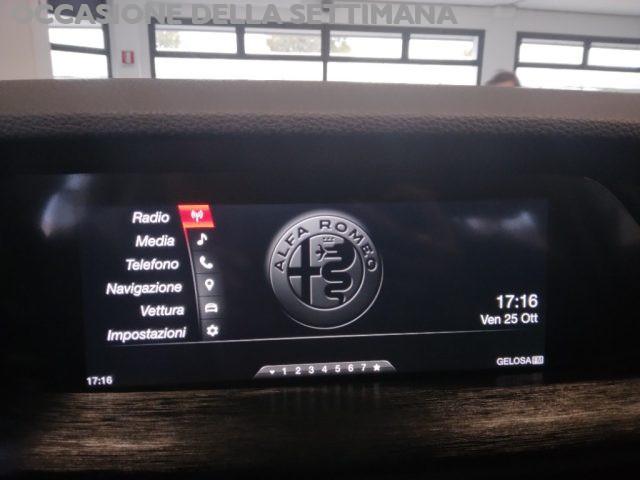 OCCASIONE DELLA SETTIMANA
Radio
Media
Telefono
Navigazione
Vettura
Impostazioni
ALFA ROMEO
17:16
Ven 25 Ott
1 2 3 4 5 6 7
GELOSA FM
17:16